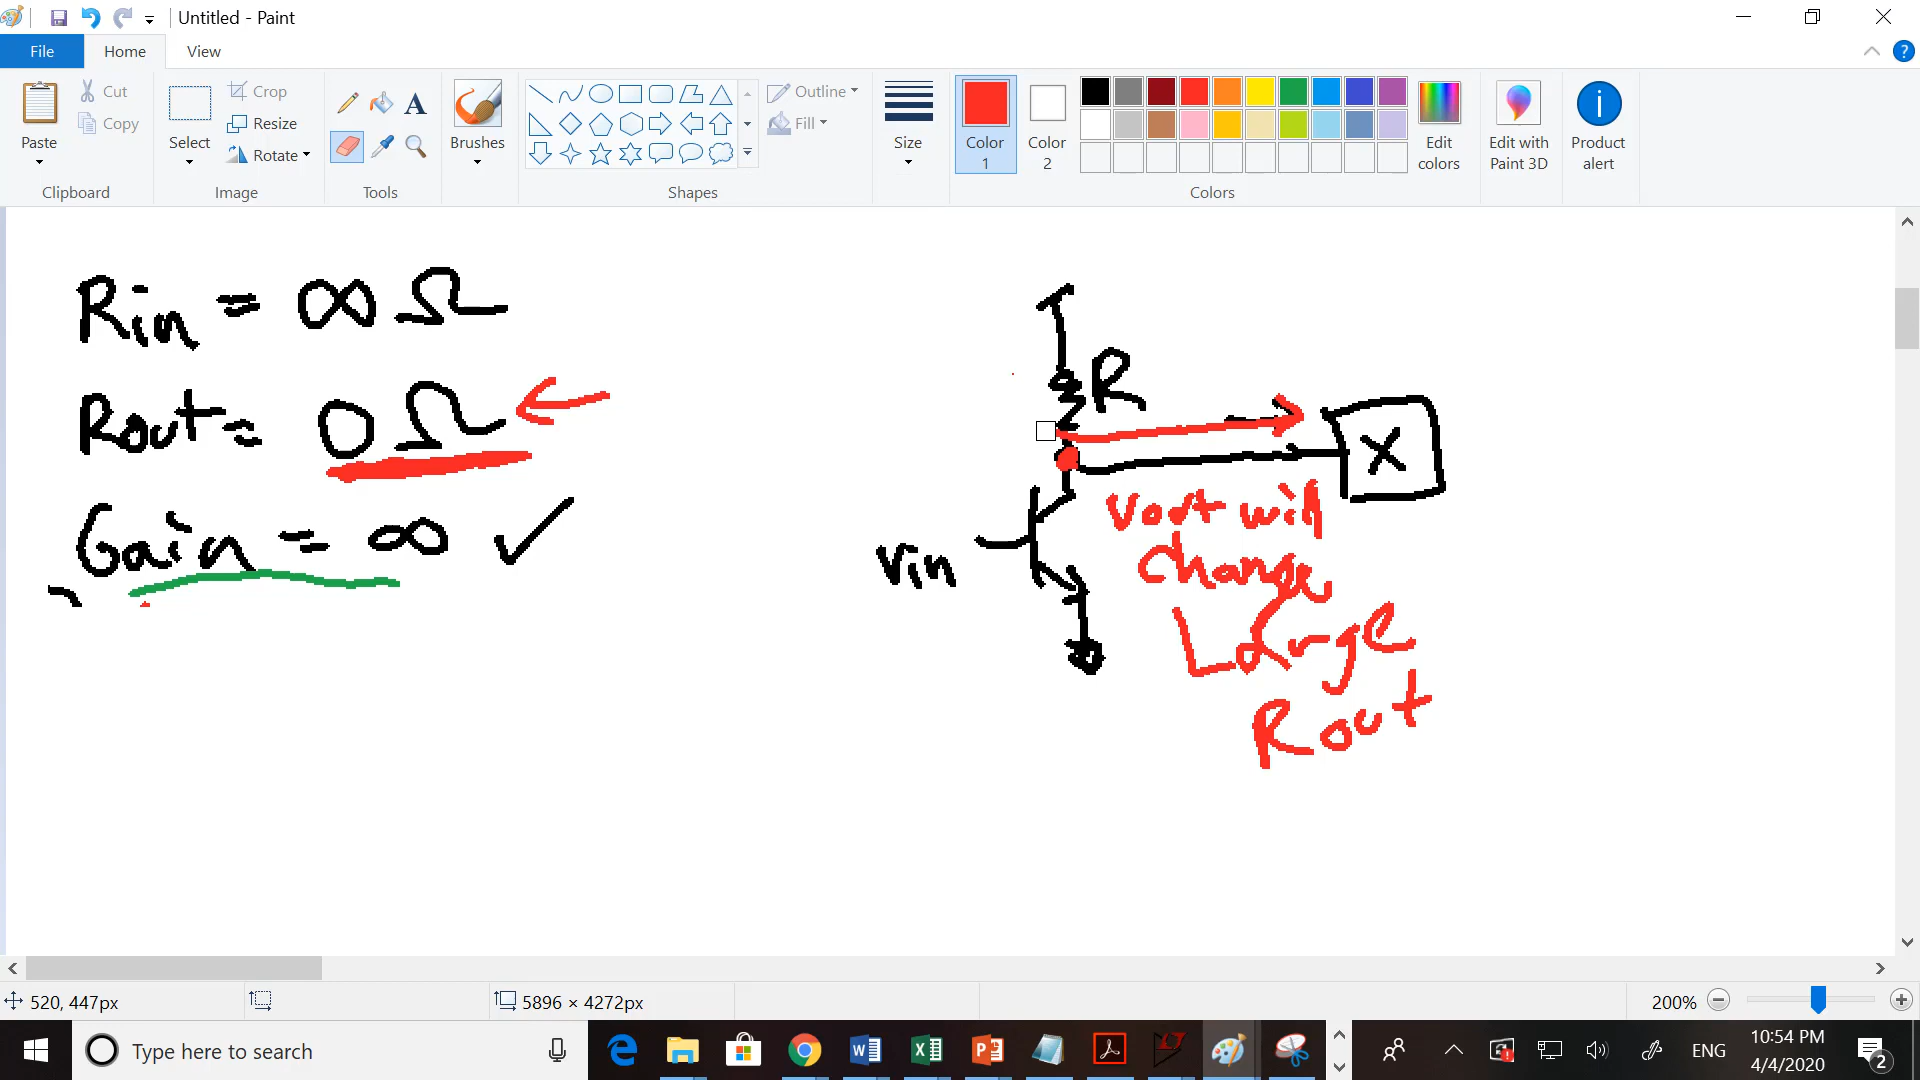 Untitled - Paint
File
Home
View
Paste
Cut
Copy
Clipboard
Select
Crop
Resize
Rotate
Image
Tools
Brushes
Shapes
Outline
Fill
Size
Color 1
Color 2
Edit colors
Colors
Edit with Paint 3D
Product alert
Rin = ∞ Ω
Rout = 0 Ω
Gain = ∞ ✓
R
X
Vin
Vout will
change
Large
Rout
520, 447px
5896 × 4272px
200%
Type here to search
ENG
10:54 PM
4/4/2020
2